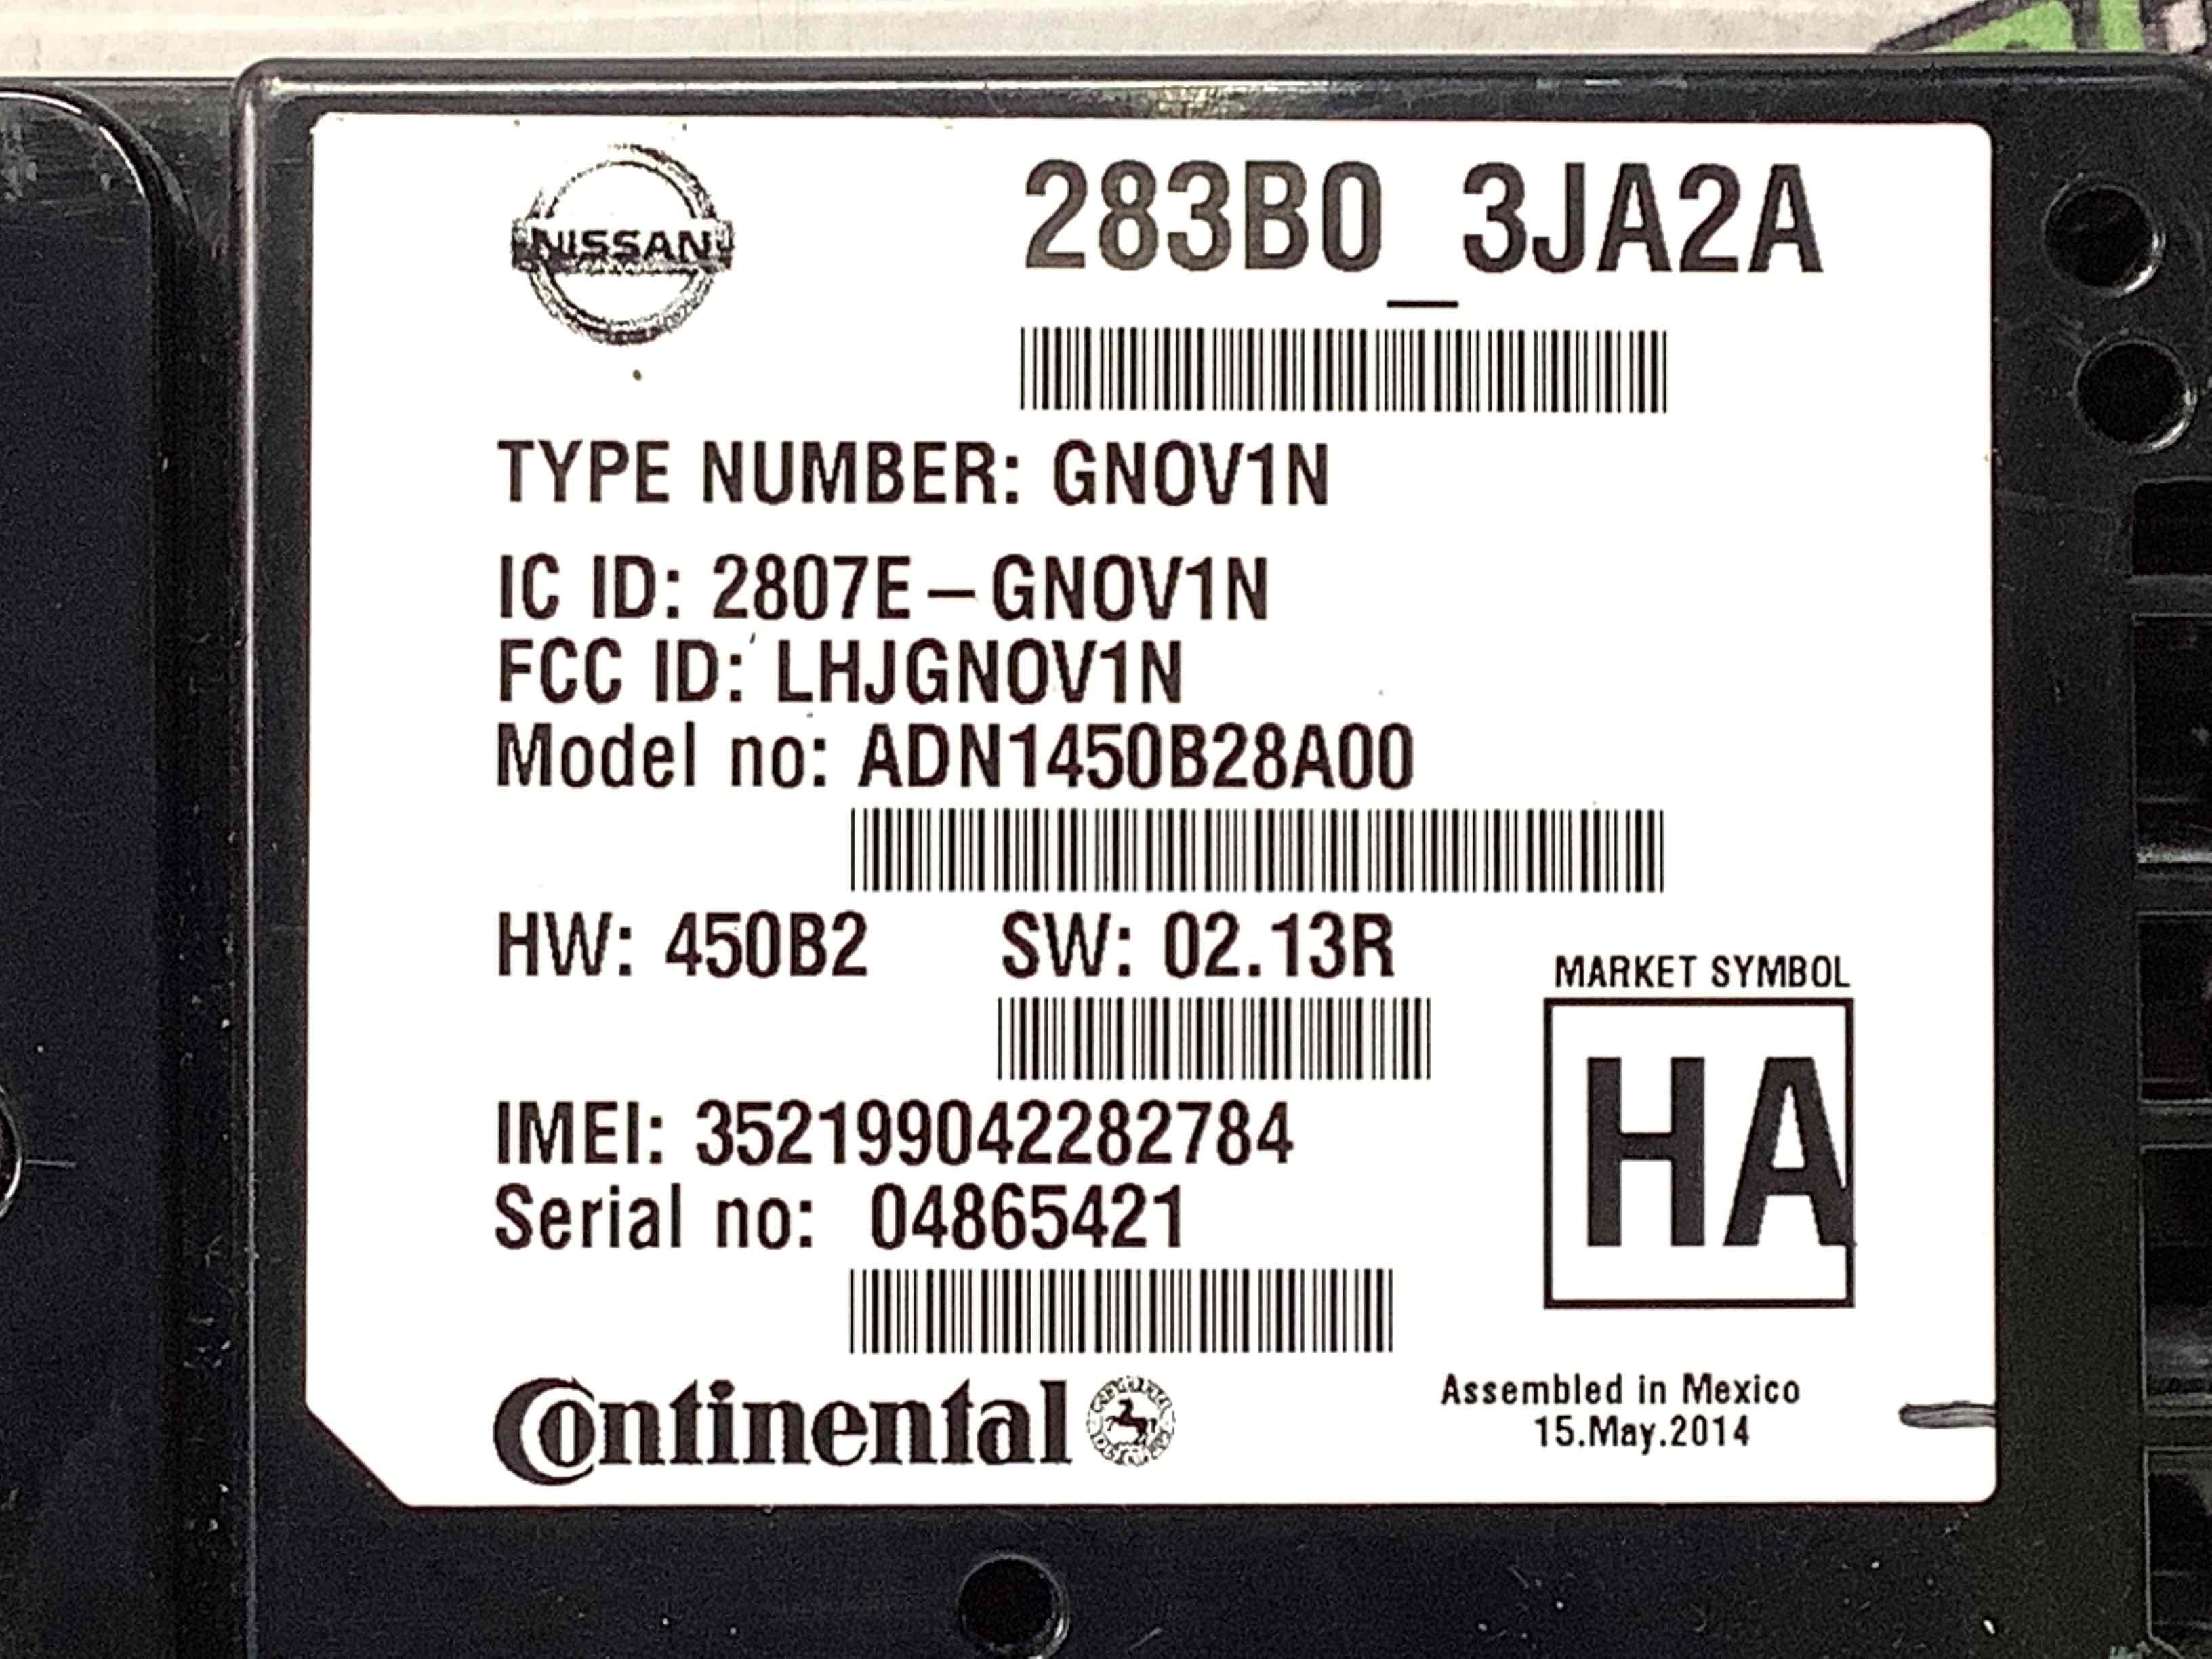 NISSAN
283B0_3JA2A
TYPE NUMBER: GNOV1N
IC ID: 2807E-GNOV1N
FCC ID: LHJGNOV1N
Model no: ADN1450B28A00
HW: 450B2 SW: 02.13R
MARKET SYMBOL
HA
IMEI: 352199042282784
Serial no: 04865421
Continental
Assembled in Mexico
15.May.2014